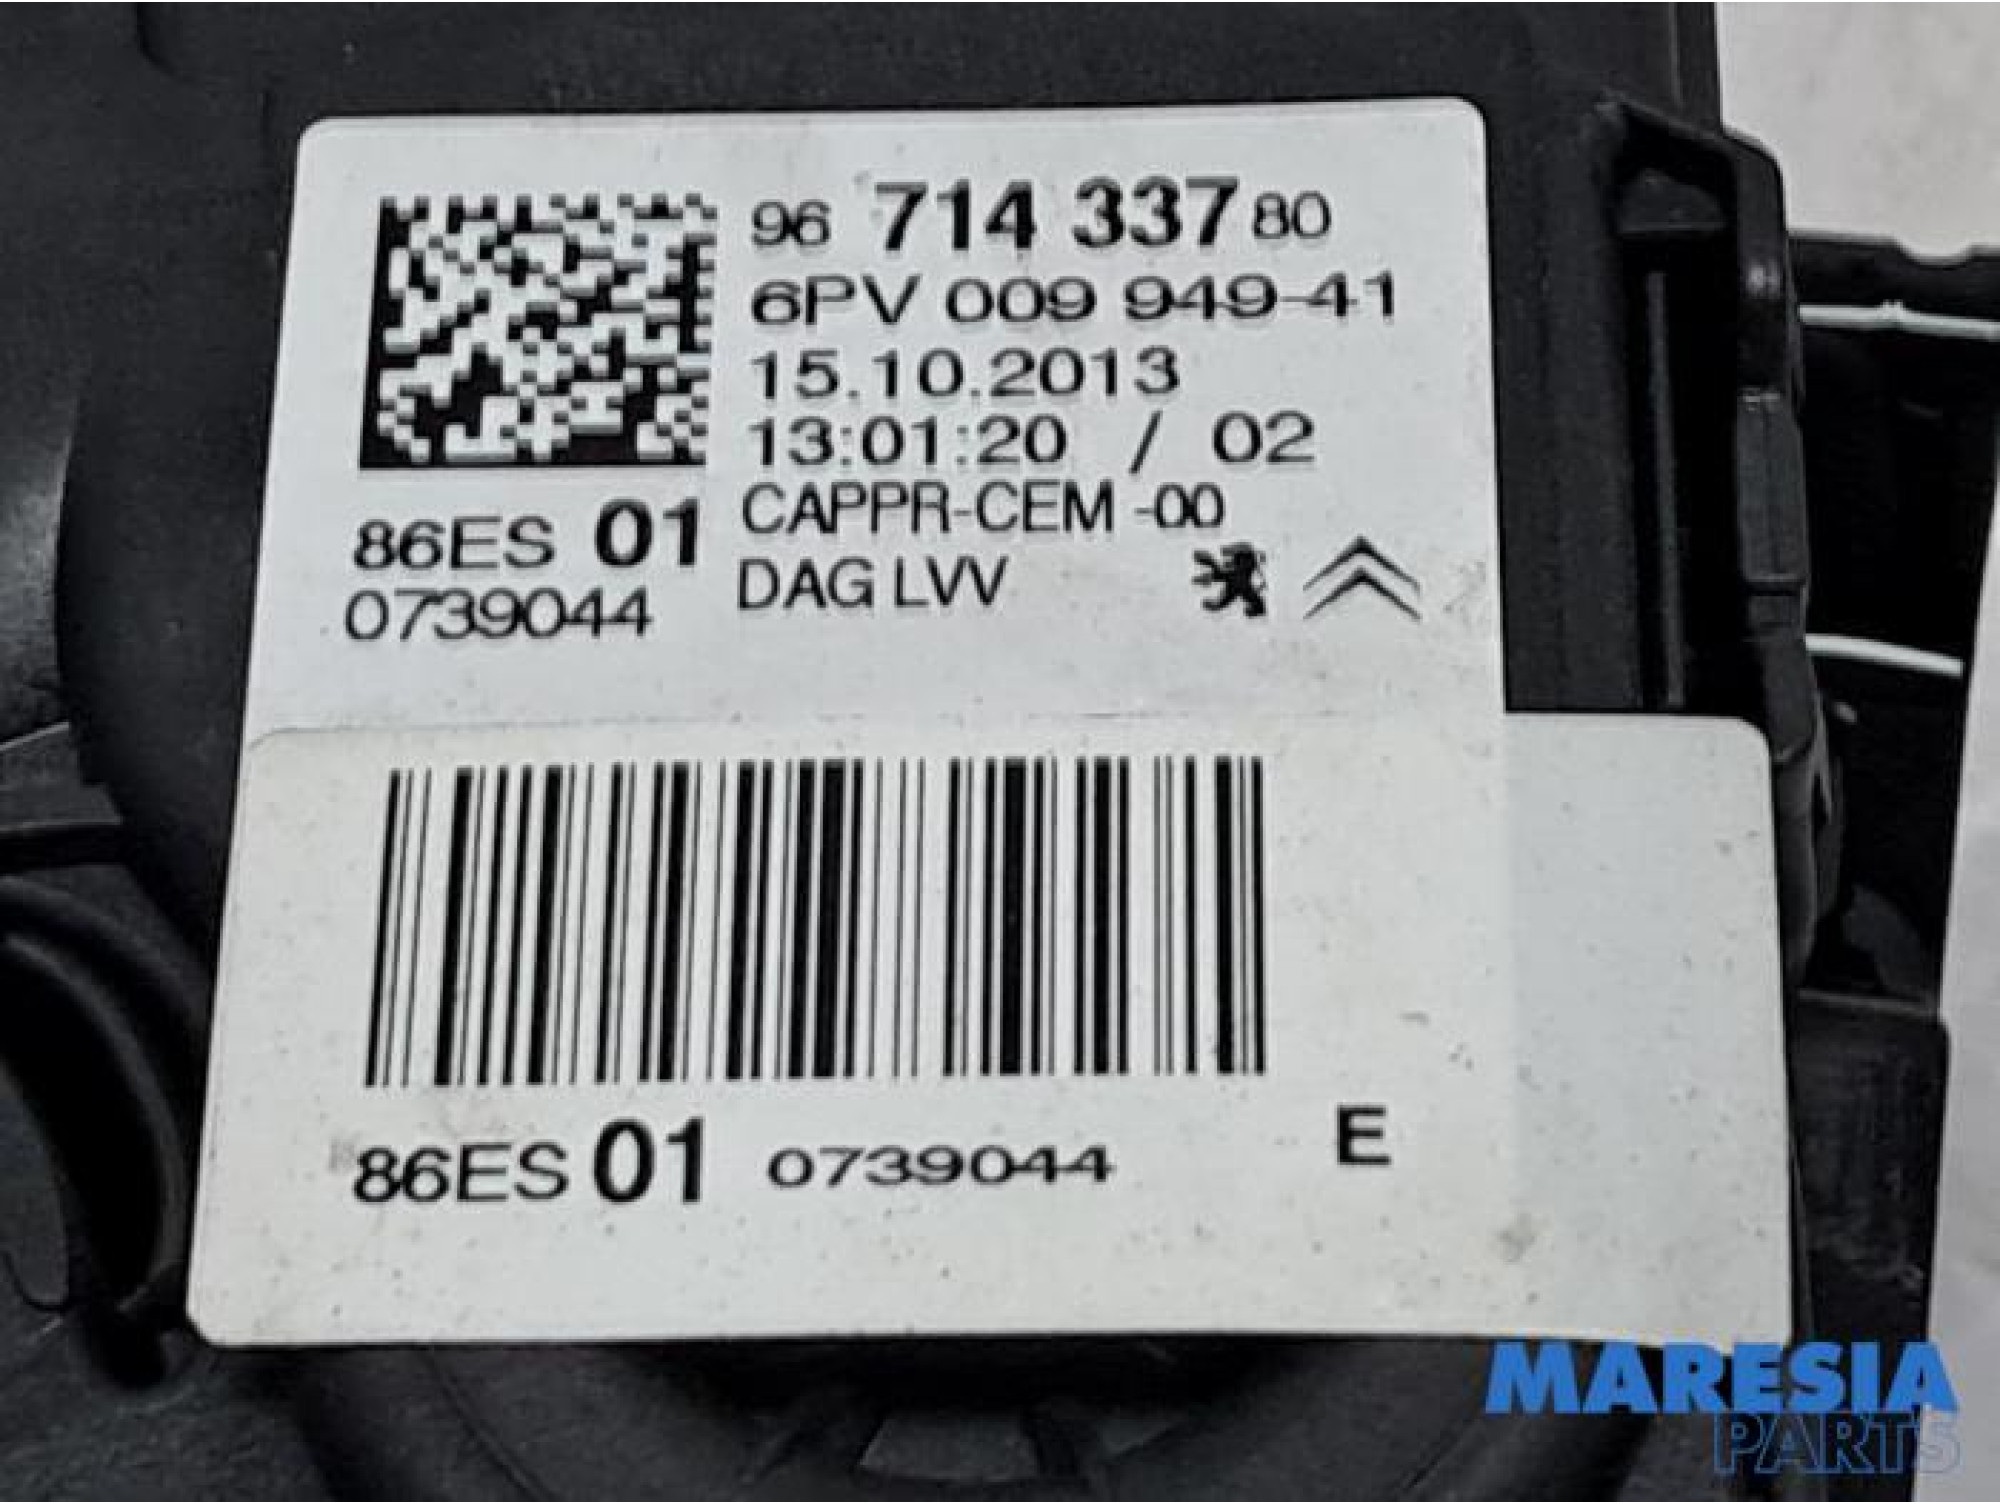 96 714 337 80
6PV 009 949-41
15.10.2013
13:01:20 / 02
CAPPR-CEM -00
DAG LVV
86ES 01
0739044
86ES 01 0739044
E
MARESIA
PARTS